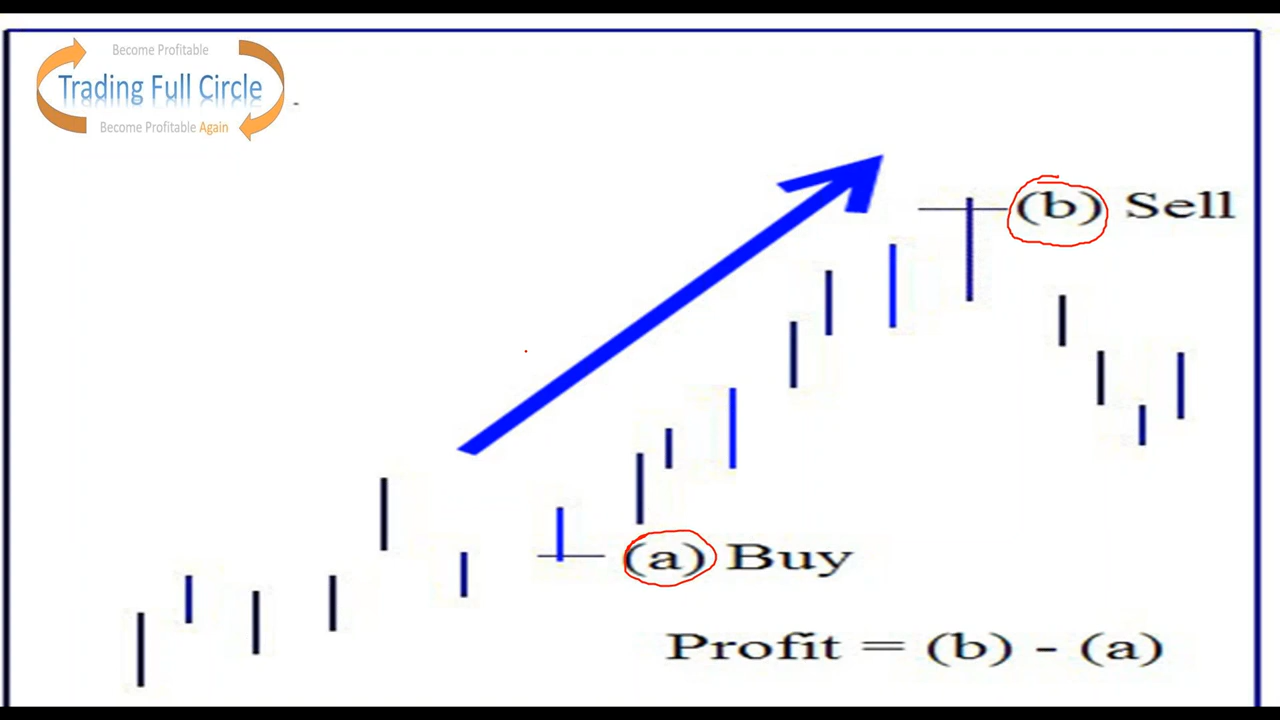 Become Profitable
Trading Full Circle
Become Profitable Again
(b) Sell
(a) Buy
Profit = (b) - (a)